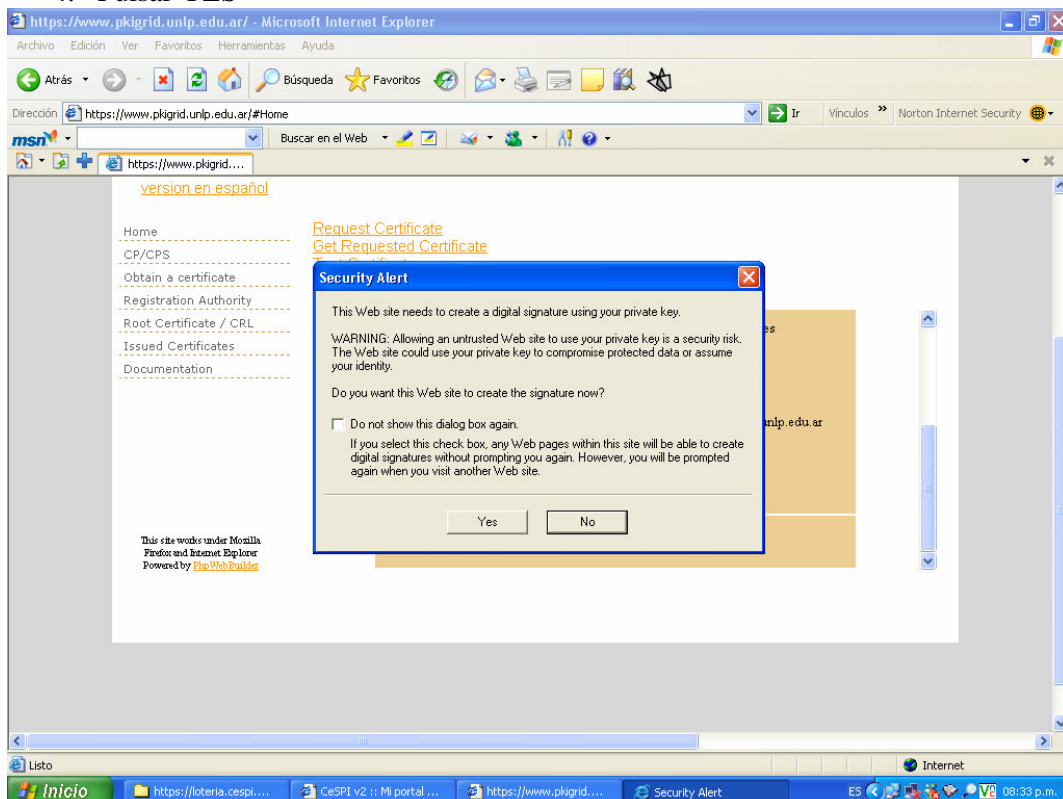 https://www.pkigrid.unlp.edu.ar/ - Microsoft Internet Explorer
Archivo Edición Ver Favoritos Herramientas Ayuda
Atrás Búsqueda Favoritos
Dirección https://www.pkigrid.unlp.edu.ar/#Home Ir Vínculos » Norton Internet Security
msn Buscar en el Web
https://www.pkigrid....
version en español
Home
CP/CPS
Obtain a certificate
Registration Authority
Root Certificate / CRL
Issued Certificates
Documentation
Request Certificate
Get Requested Certificate
Security Alert
This Web site needs to create a digital signature using your private key.
WARNING: Allowing an untrusted Web site to use your private key is a security risk.
The Web site could use your private key to compromise protected data or assume
your identity.
Do you want this Web site to create the signature now?
Do not show this dialog box again.
If you select this check box, any Web pages within this site will be able to create
digital signatures without prompting you again. However, you will be prompted
again when you visit another Web site.
Yes No
es
unlp.edu.ar
This site works under Mozilla
Firefox and Internet Explorer
Powered by PhpWebBuilder
Listo Internet
Inicio https://loteria.cespi.... CeSPI v2 :: Mi portal ... https://www.pkigrid.... Security Alert ES 08:33 p.m.